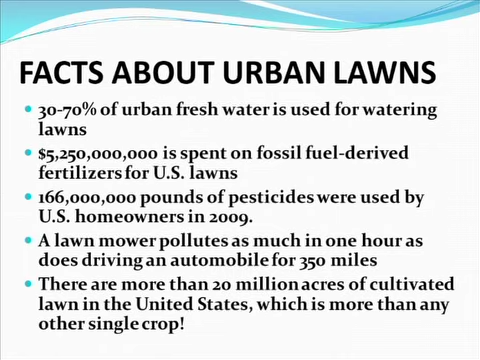 FACTS ABOUT URBAN LAWNS
30-70% of urban fresh water is used for watering
lawns
$5,250,000,000 is spent on fossil fuel-derived
fertilizers for U.S. lawns
166,000,000 pounds of pesticides were used by
U.S. homeowners in 2009.
A lawn mower pollutes as much in one hour as
does driving an automobile for 350 miles
There are more than 20 million acres of cultivated
lawn in the United States, which is more than any
other single crop!